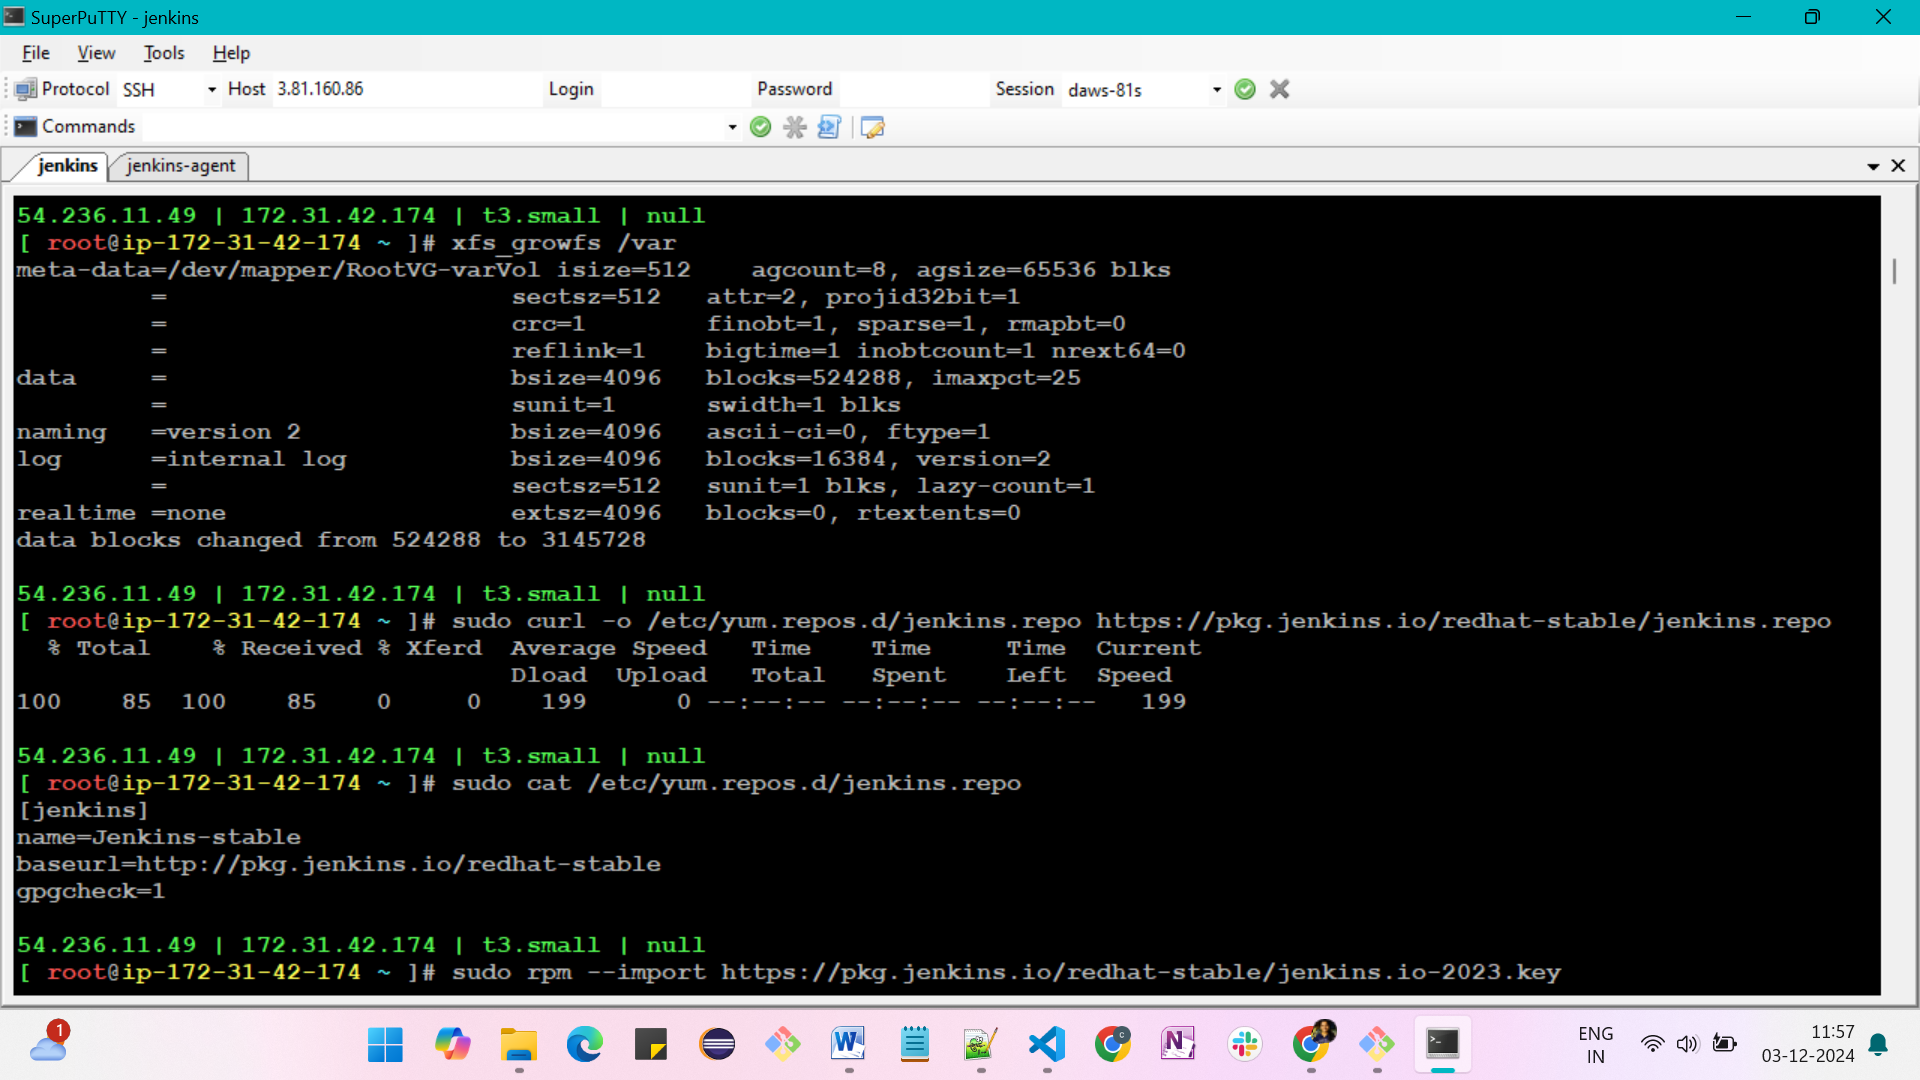 SuperPuTTY - jenkins
File View Tools Help
Protocol SSH Host 3.81.160.86 Login Password Session daws-81s
Commands
jenkins jenkins-agent
54.236.11.49 | 172.31.42.174 | t3.small | null
[ root@ip-172-31-42-174 ~ ]# xfs_growfs /var
meta-data=/dev/mapper/RootVG-varVol isize=512    agcount=8, agsize=65536 blks
         =                       sectsz=512   attr=2, projid32bit=1
         =                       crc=1        finobt=1, sparse=1, rmapbt=0
         =                       reflink=1    bigtime=1 inobtcount=1 nrext64=0
data     =                       bsize=4096   blocks=524288, imaxpct=25
         =                       sunit=1      swidth=1 blks
naming   =version 2              bsize=4096   ascii-ci=0, ftype=1
log      =internal log           bsize=4096   blocks=16384, version=2
         =                       sectsz=512   sunit=1 blks, lazy-count=1
realtime =none                   extsz=4096   blocks=0, rtextents=0
data blocks changed from 524288 to 3145728
54.236.11.49 | 172.31.42.174 | t3.small | null
[ root@ip-172-31-42-174 ~ ]# sudo curl -o /etc/yum.repos.d/jenkins.repo https://pkg.jenkins.io/redhat-stable/jenkins.repo
  % Total    % Received % Xferd  Average Speed   Time    Time     Time  Current
                                 Dload  Upload   Total   Spent    Left  Speed
100    85  100    85    0     0    199      0 --:--:-- --:--:-- --:--:--   199
54.236.11.49 | 172.31.42.174 | t3.small | null
[ root@ip-172-31-42-174 ~ ]# sudo cat /etc/yum.repos.d/jenkins.repo
[jenkins]
name=Jenkins-stable
baseurl=http://pkg.jenkins.io/redhat-stable
gpgcheck=1
54.236.11.49 | 172.31.42.174 | t3.small | null
[ root@ip-172-31-42-174 ~ ]# sudo rpm --import https://pkg.jenkins.io/redhat-stable/jenkins.io-2023.key
1
ENG
IN
11:57
03-12-2024